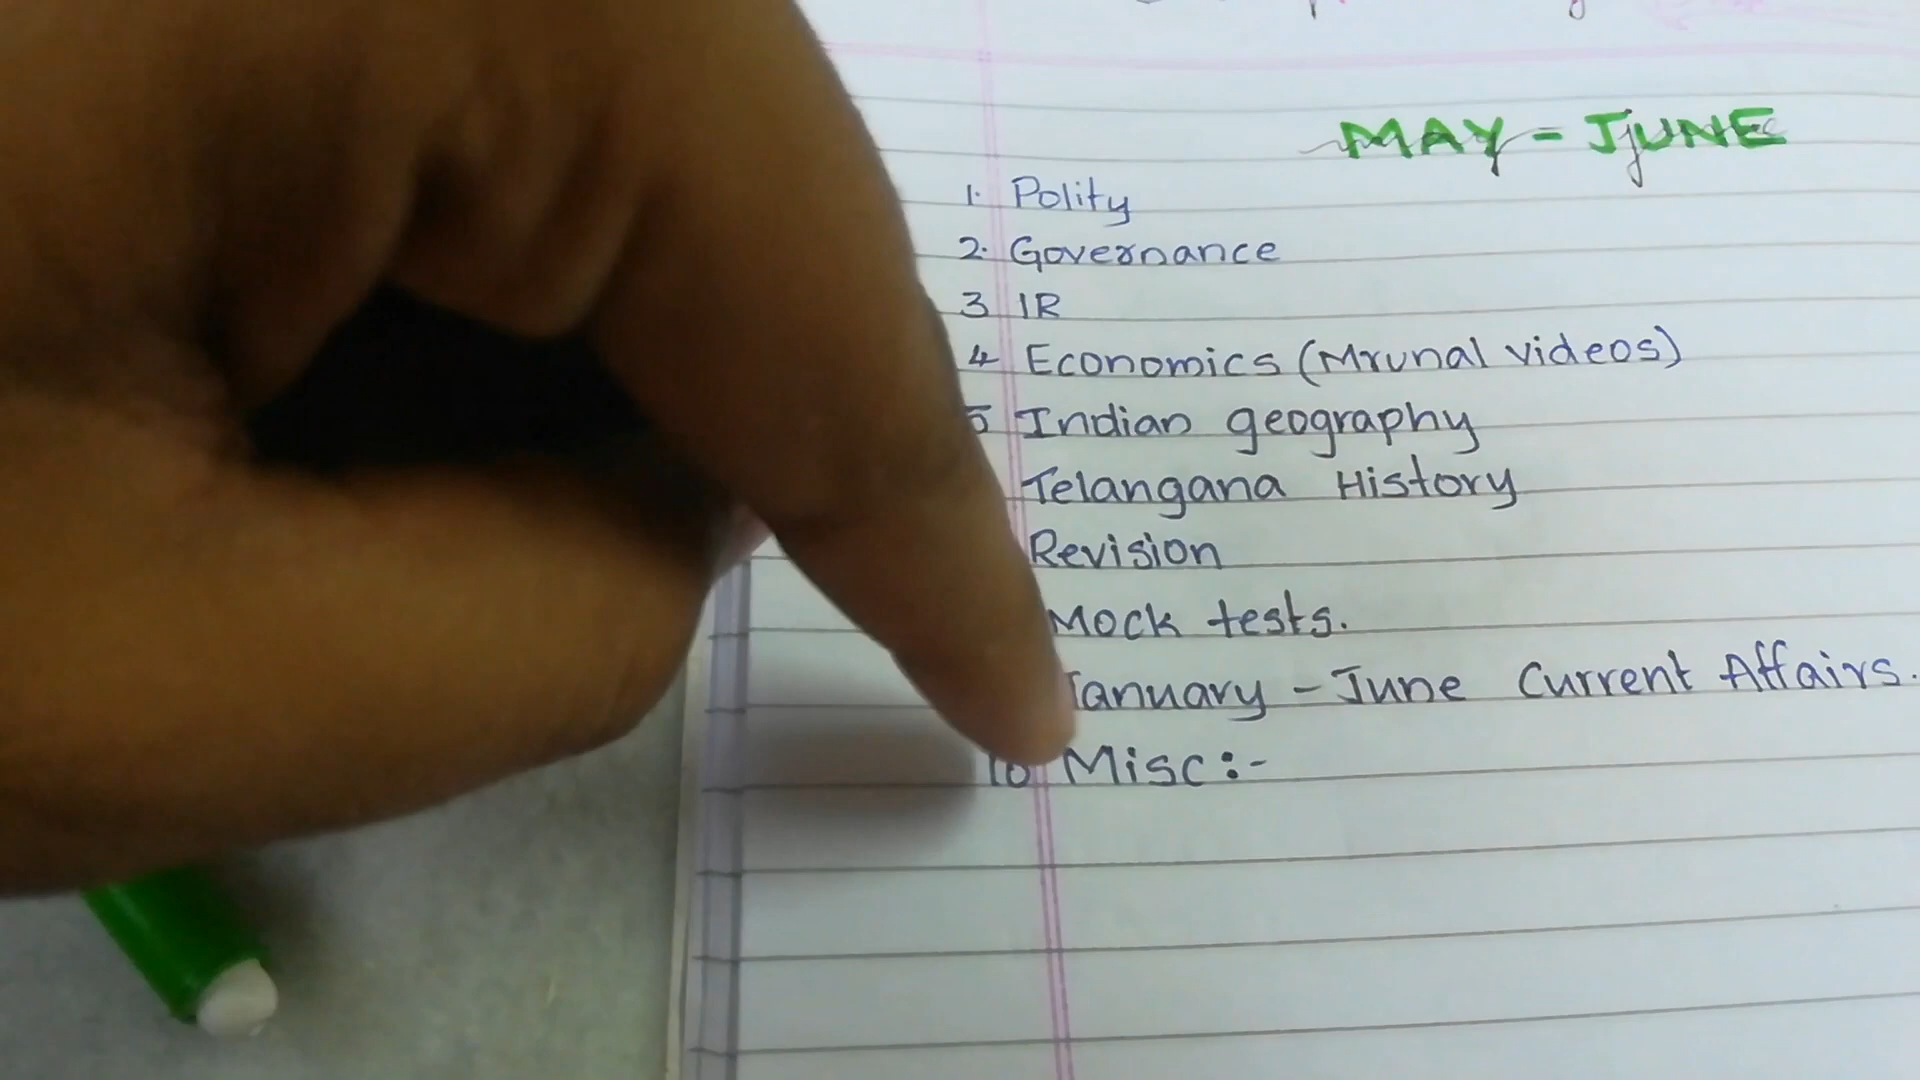 MAY - JUNE
1. Polity
2. Governance
3 IR
4 Economics (Mrunal videos)
5 Indian geography
Telangana History
Revision
Mock tests.
January - June Current Affairs.
10 Misc:-